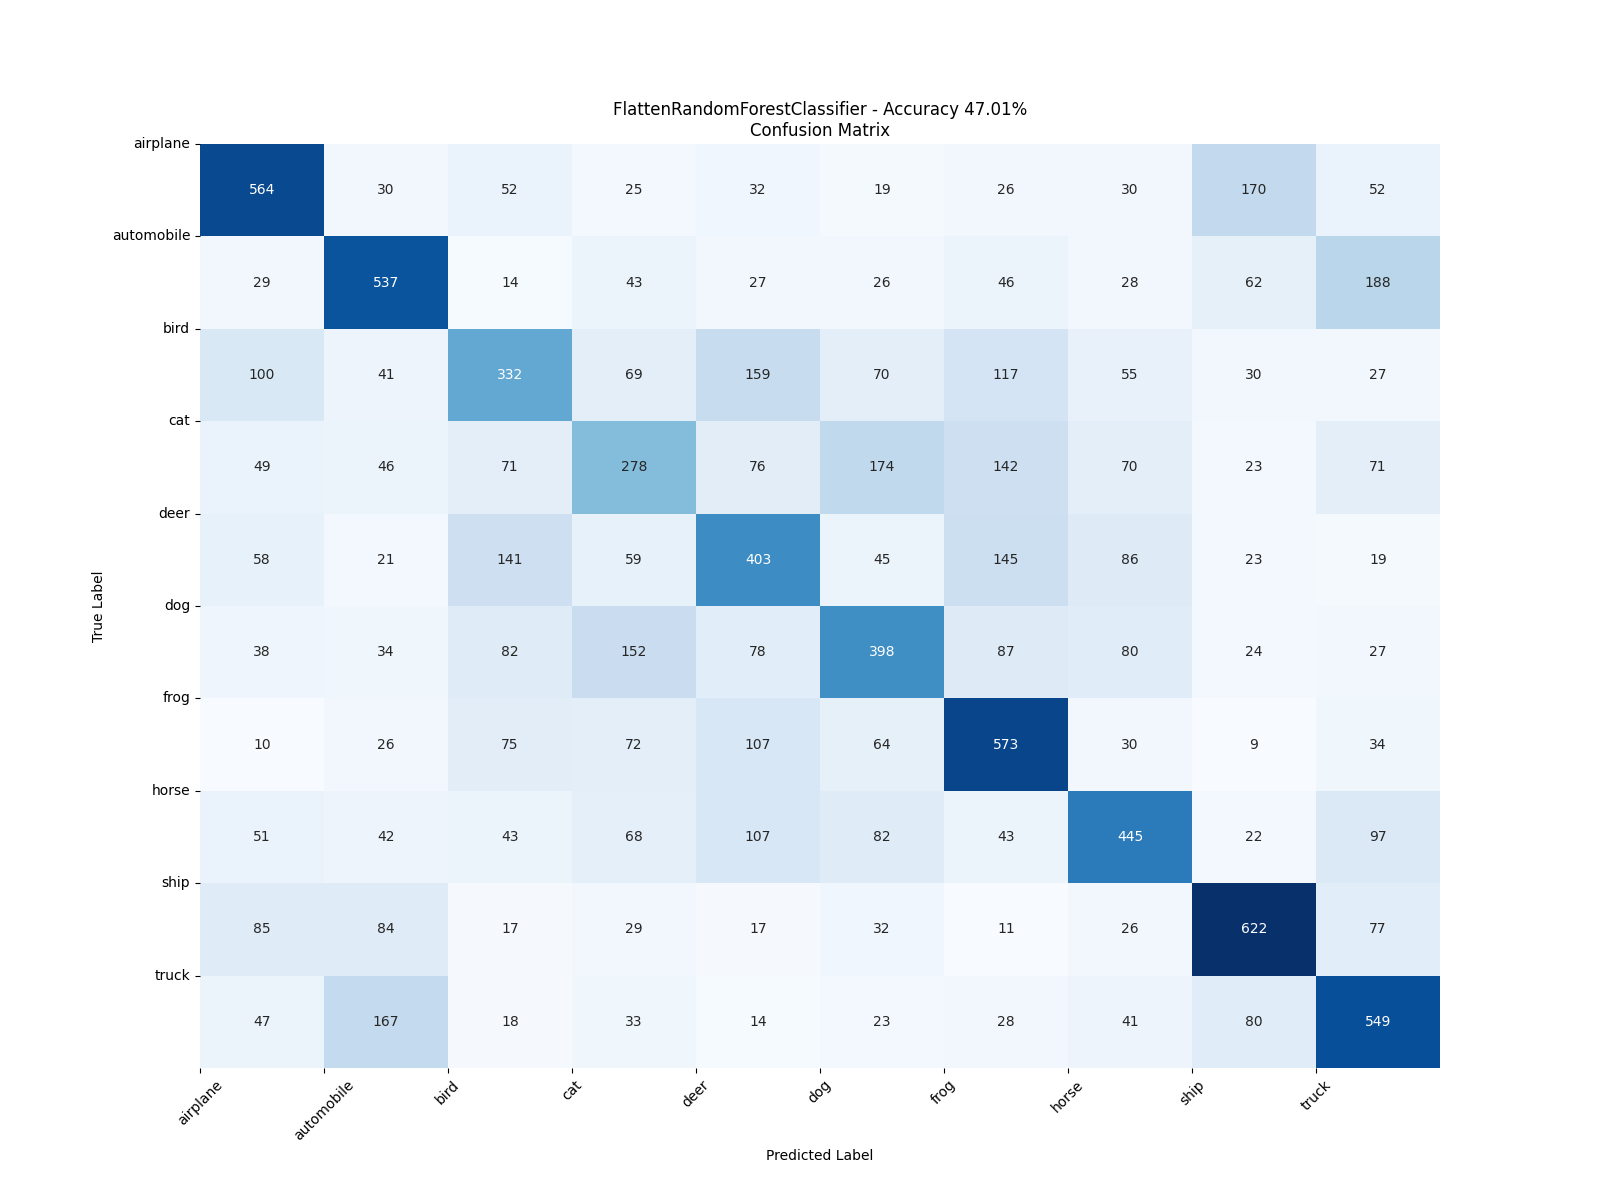 FlattenRandomForestClassifier - Accuracy 47.01%
Confusion Matrix
airplane
564 30 52 25 32 19 26 30 170 52
automobile
29 537 14 43 27 26 46 28 62 188
bird
100 41 332 69 159 70 117 55 30 27
cat
49 46 71 278 76 174 142 70 23 71
deer
58 21 141 59 403 45 145 86 23 19
True Label
dog
38 34 82 152 78 398 87 80 24 27
frog
10 26 75 72 107 64 573 30 9 34
horse
51 42 43 68 107 82 43 445 22 97
ship
85 84 17 29 17 32 11 26 622 77
truck
47 167 18 33 14 23 28 41 80 549
airplane automobile bird cat deer dog frog horse ship truck
Predicted Label